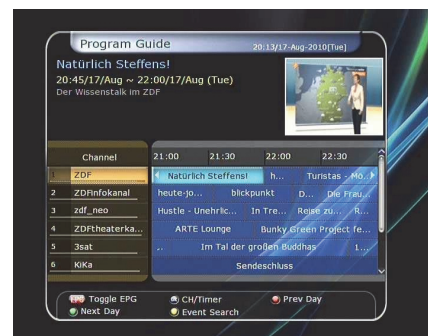 Program Guide 20:13/17-Aug-2010[Tue]
Natürlich Steffens!
20:45/17/Aug ~ 22:00/17/Aug (Tue)
Der Wissenstalk im ZDF
Channel 21:00 21:30 22:00 22:30
1 ZDF Natürlich Steffens! h... Turistas - Mö...
2 ZDFinfokanal heute-jo... blickpunkt D... Die Frau...
3 zdf_neo Hustle - Unehrlic... In Tre... Reise zu... R...
4 ZDFtheaterka... ARTE Lounge Bunky Green Project fe...
5 3sat .. Im Tal der großen Buddhas 1...
6 KiKa Sendeschluss
EPG Toggle EPG CH/Timer Prev Day
Next Day Event Search